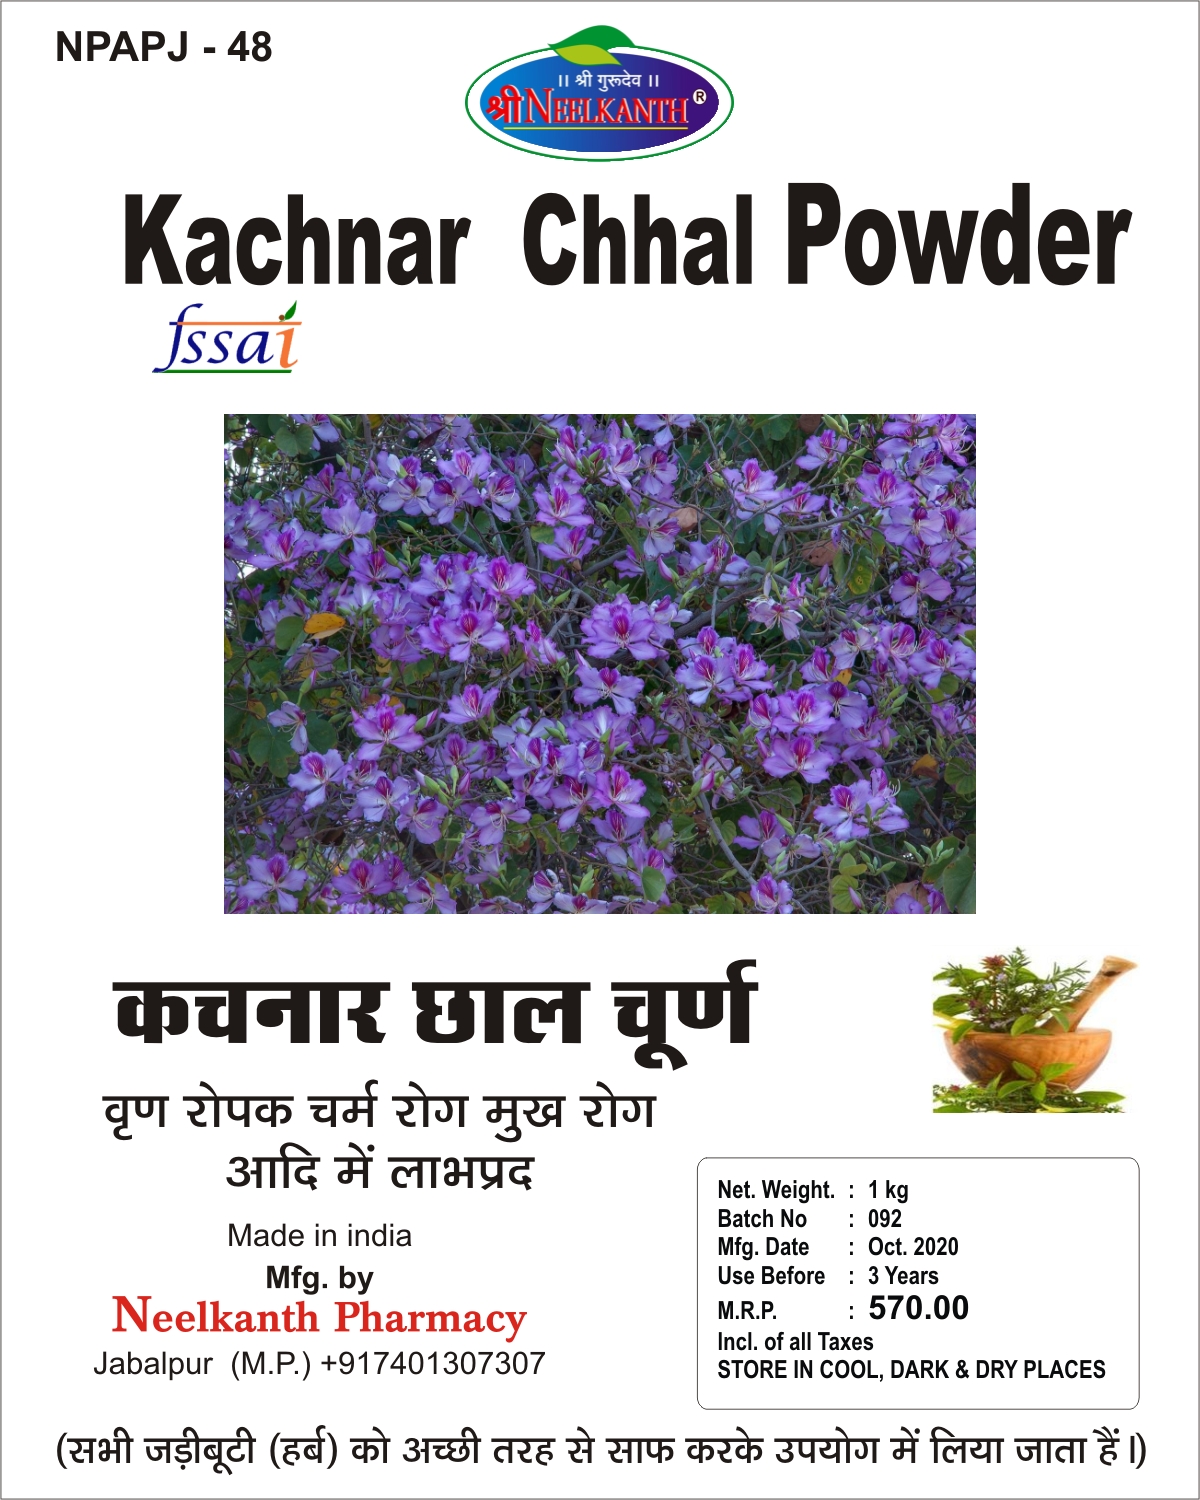 NPAPJ - 48
।। श्री गुरूदेव ।।
श्री NEELKANTH ®
Kachnar Chhal Powder
fssai
कचनार छाल चूर्ण
वृण रोपक चर्म रोग मुख रोग
आदि में लाभप्रद
Made in india
Mfg. by
Neelkanth Pharmacy
Jabalpur (M.P.) +917401307307
Net. Weight. : 1 kg
Batch No : 092
Mfg. Date : Oct. 2020
Use Before : 3 Years
M.R.P. : 570.00
Incl. of all Taxes
STORE IN COOL, DARK & DRY PLACES
(सभी जड़ीबूटी (हर्ब) को अच्छी तरह से साफ करके उपयोग में लिया जाता हैं।)